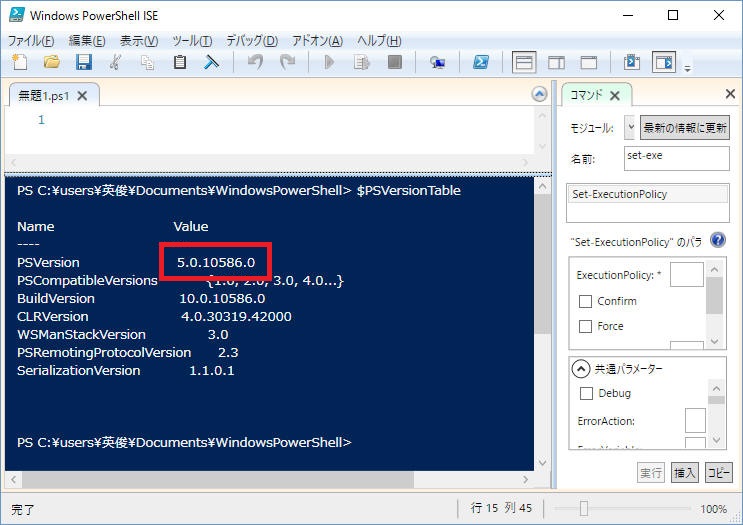 Windows PowerShell ISE
ファイル(F) 編集(E) 表示(V) ツール(T) デバッグ(D) アドオン(A) ヘルプ(H)
無題1.ps1
1
PS C:¥users¥英俊¥Documents¥WindowsPowerShell> $PSVersionTable
Name Value
----
PSVersion 5.0.10586.0
PSCompatibleVersions {1.0, 2.0, 3.0, 4.0...}
BuildVersion 10.0.10586.0
CLRVersion 4.0.30319.42000
WSManStackVersion 3.0
PSRemotingProtocolVersion 2.3
SerializationVersion 1.1.0.1
PS C:¥users¥英俊¥Documents¥WindowsPowerShell>
コマンド
モジュール: 最新の情報に更新
名前: set-exe
Set-ExecutionPolicy
"Set-ExecutionPolicy" のパラ
ExecutionPolicy: *
Confirm
Force
共通パラメーター
Debug
ErrorAction:
実行 挿入 コピー
完了 行 15 列 45 100%